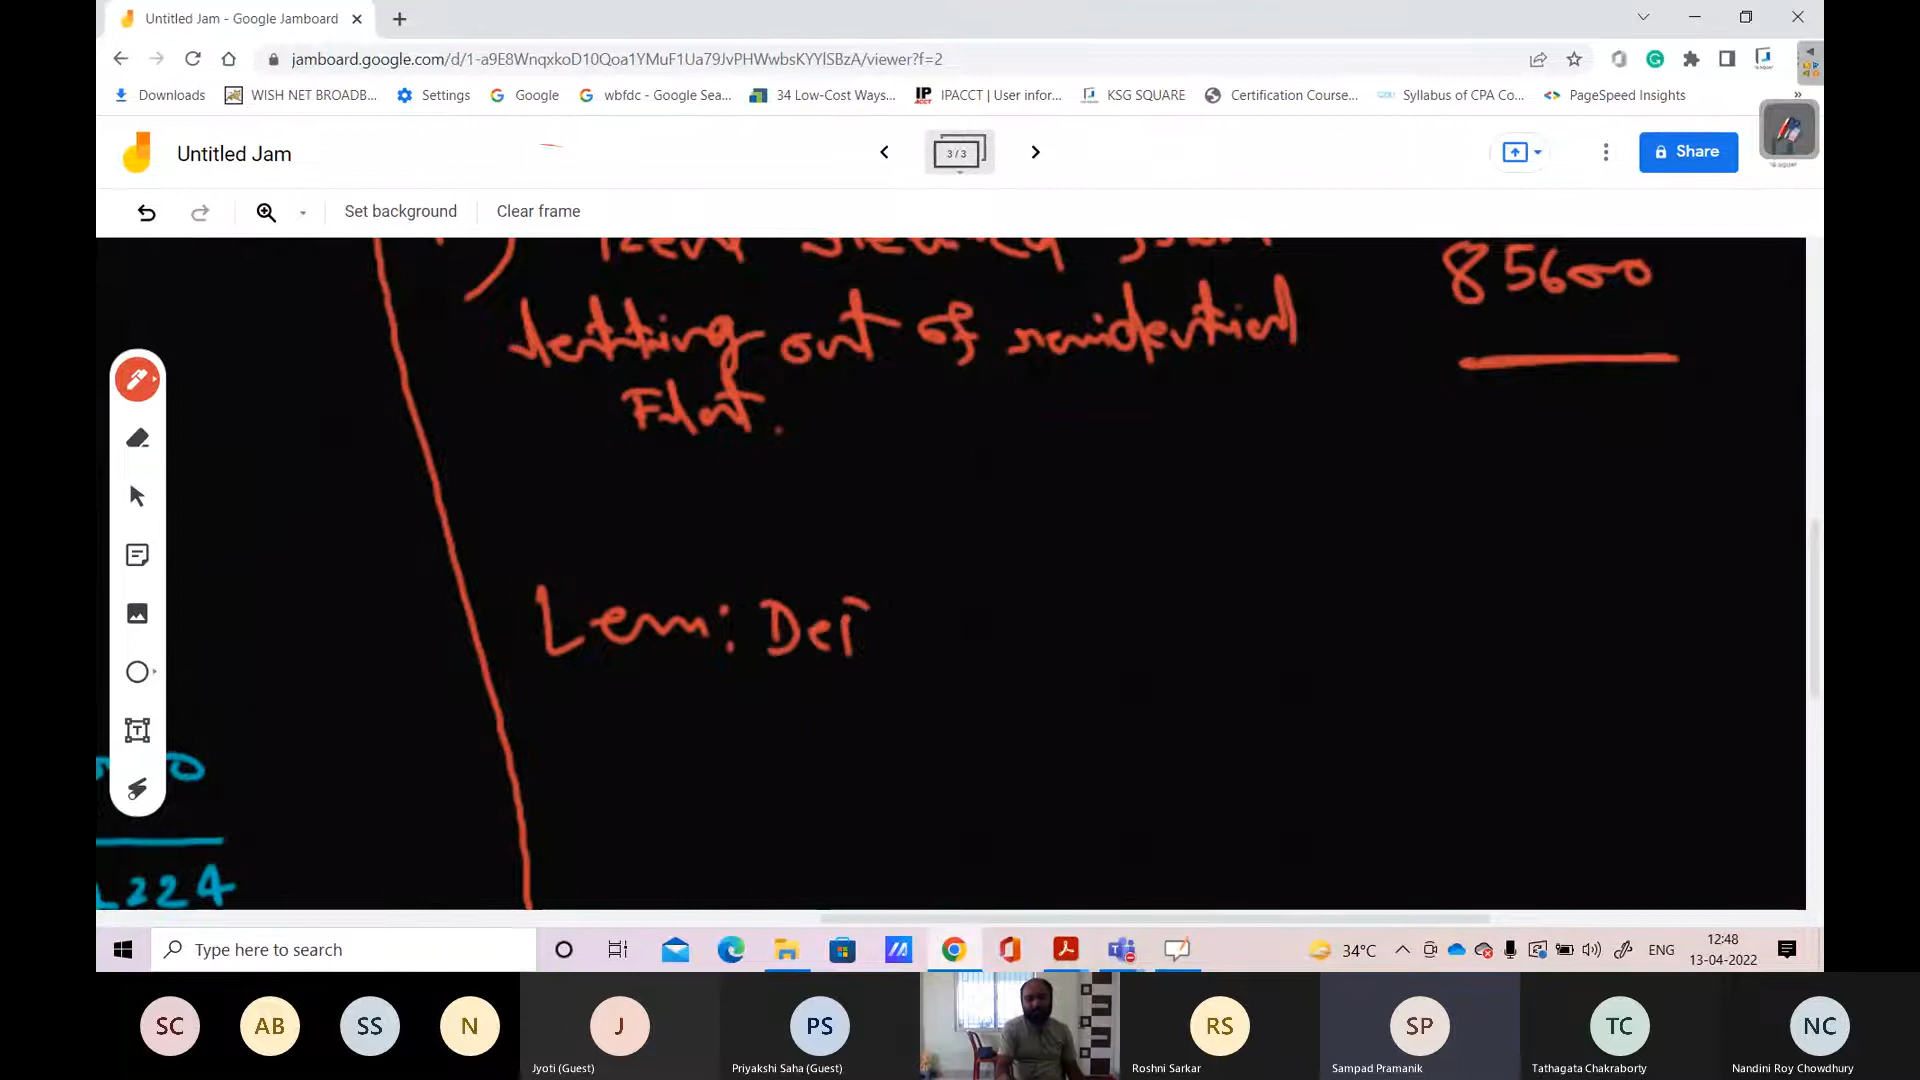 Untitled Jam - Google Jamboard
jamboard.google.com/d/1-a9E8WnqxkoD10Qoa1YMuF1Ua79JvPHWwbsKYYlSBzA/viewer?f=2
Downloads WISH NET BROADB... Settings Google wbfdc - Google Sea... 34 Low-Cost Ways... IPACCT | User infor... KSG SQUARE Certification Course... Syllabus of CPA Co... PageSpeed Insights »
Untitled Jam
3 / 3
Share
Set background Clear frame
85600
letting out of residential
Flat.
Less: Det
224
Type here to search
34°C ENG
12:48
13-04-2022
SC AB SS N J PS RS SP TC NC
Jyoti (Guest) Priyakshi Saha (Guest) Roshni Sarkar Sampad Pramanik Tathagata Chakraborty Nandini Roy Chowdhury